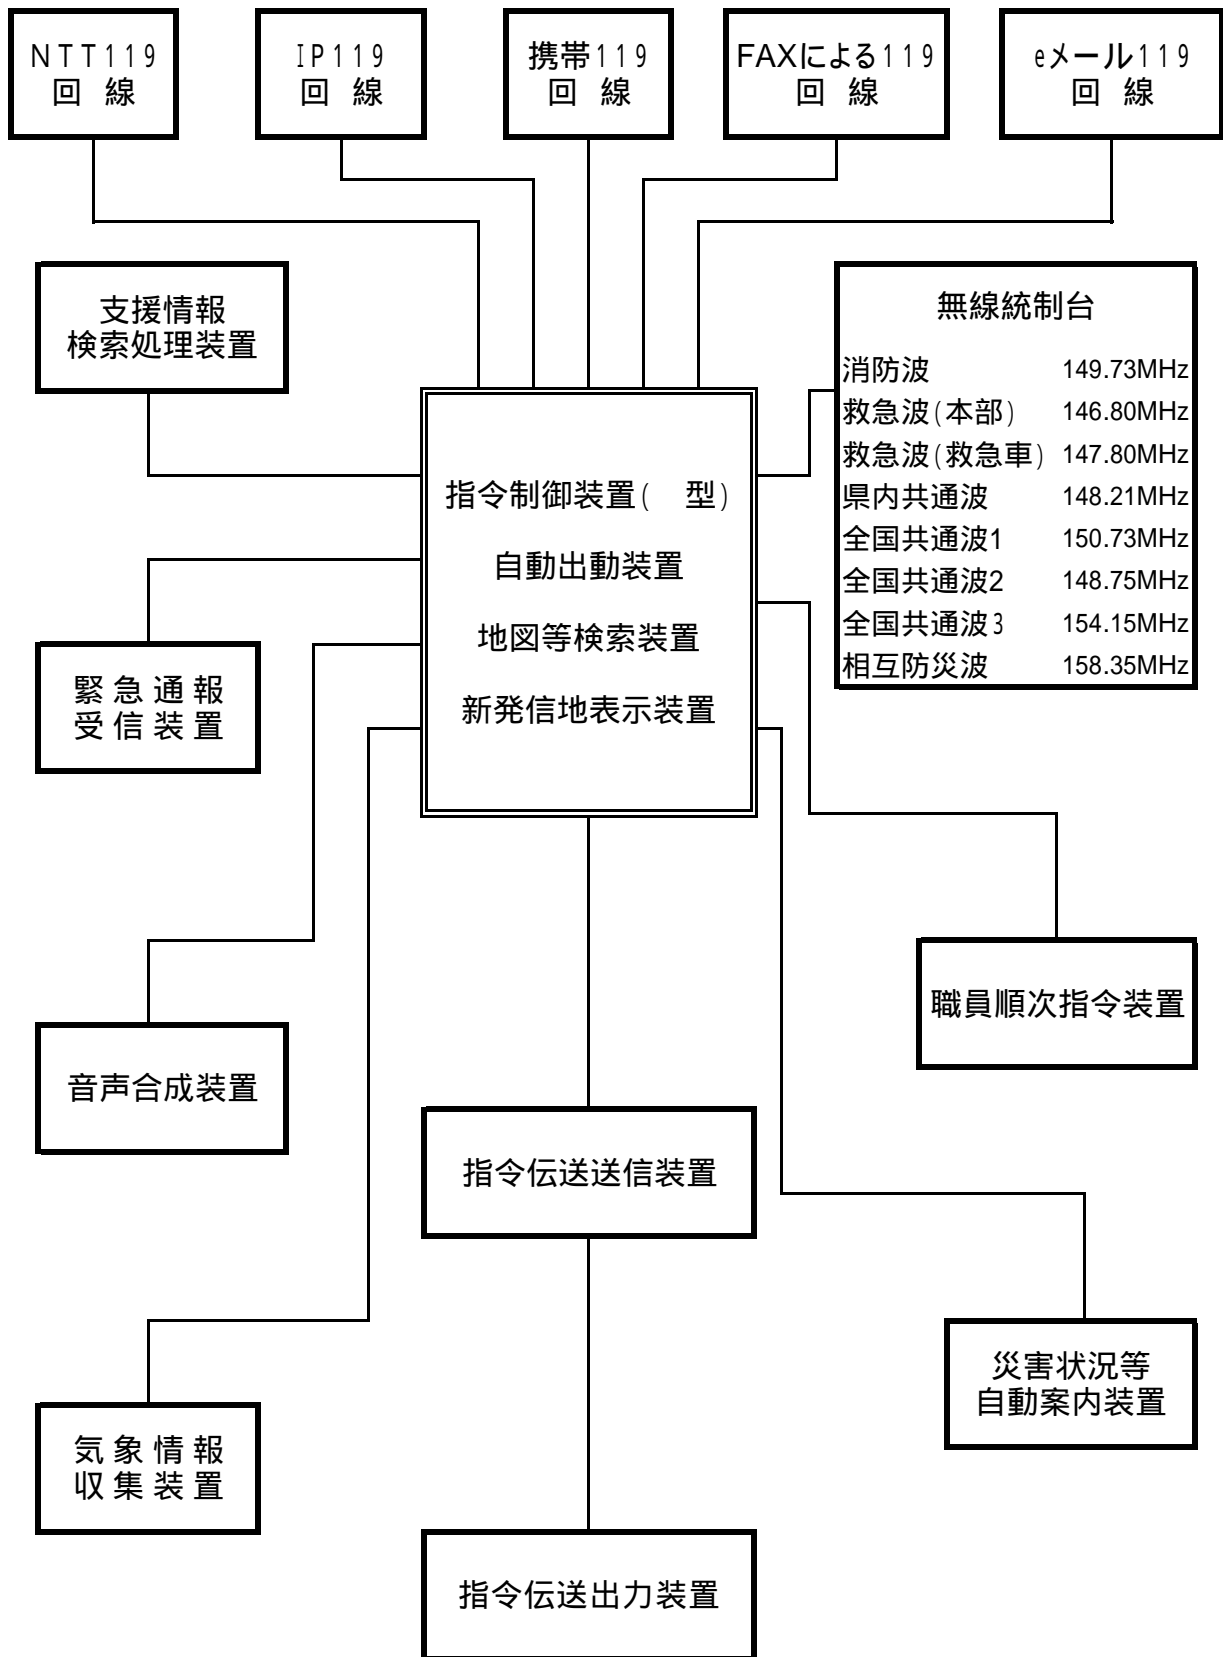 NTT119
回 線
IP119
回 線
携帯119
回 線
FAXによる119
回 線
eメール119
回 線
支援情報
検索処理装置
無線統制台
消防波 149.73MHz
救急波(本部) 146.80MHz
救急波(救急車) 147.80MHz
県内共通波 148.21MHz
全国共通波1 150.73MHz
全国共通波2 148.75MHz
全国共通波3 154.15MHz
相互防災波 158.35MHz
指令制御装置(　型)
自動出動装置
地図等検索装置
新発信地表示装置
緊急通報
受信装置
職員順次指令装置
音声合成装置
指令伝送送信装置
災害状況等
自動案内装置
気象情報
収集装置
指令伝送出力装置